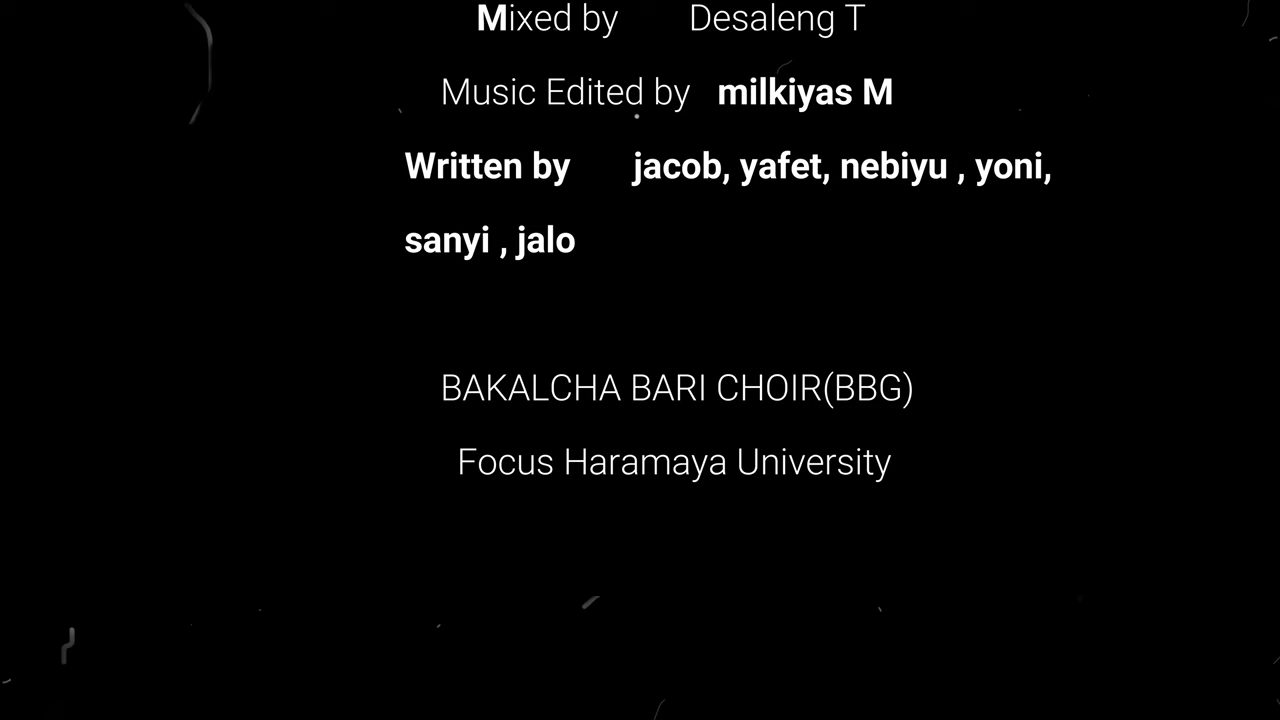 Mixed by Desaleng T
Music Edited by milkiyas M
Written by jacob, yafet, nebiyu , yoni,
sanyi , jalo
BAKALCHA BARI CHOIR(BBG)
Focus Haramaya University